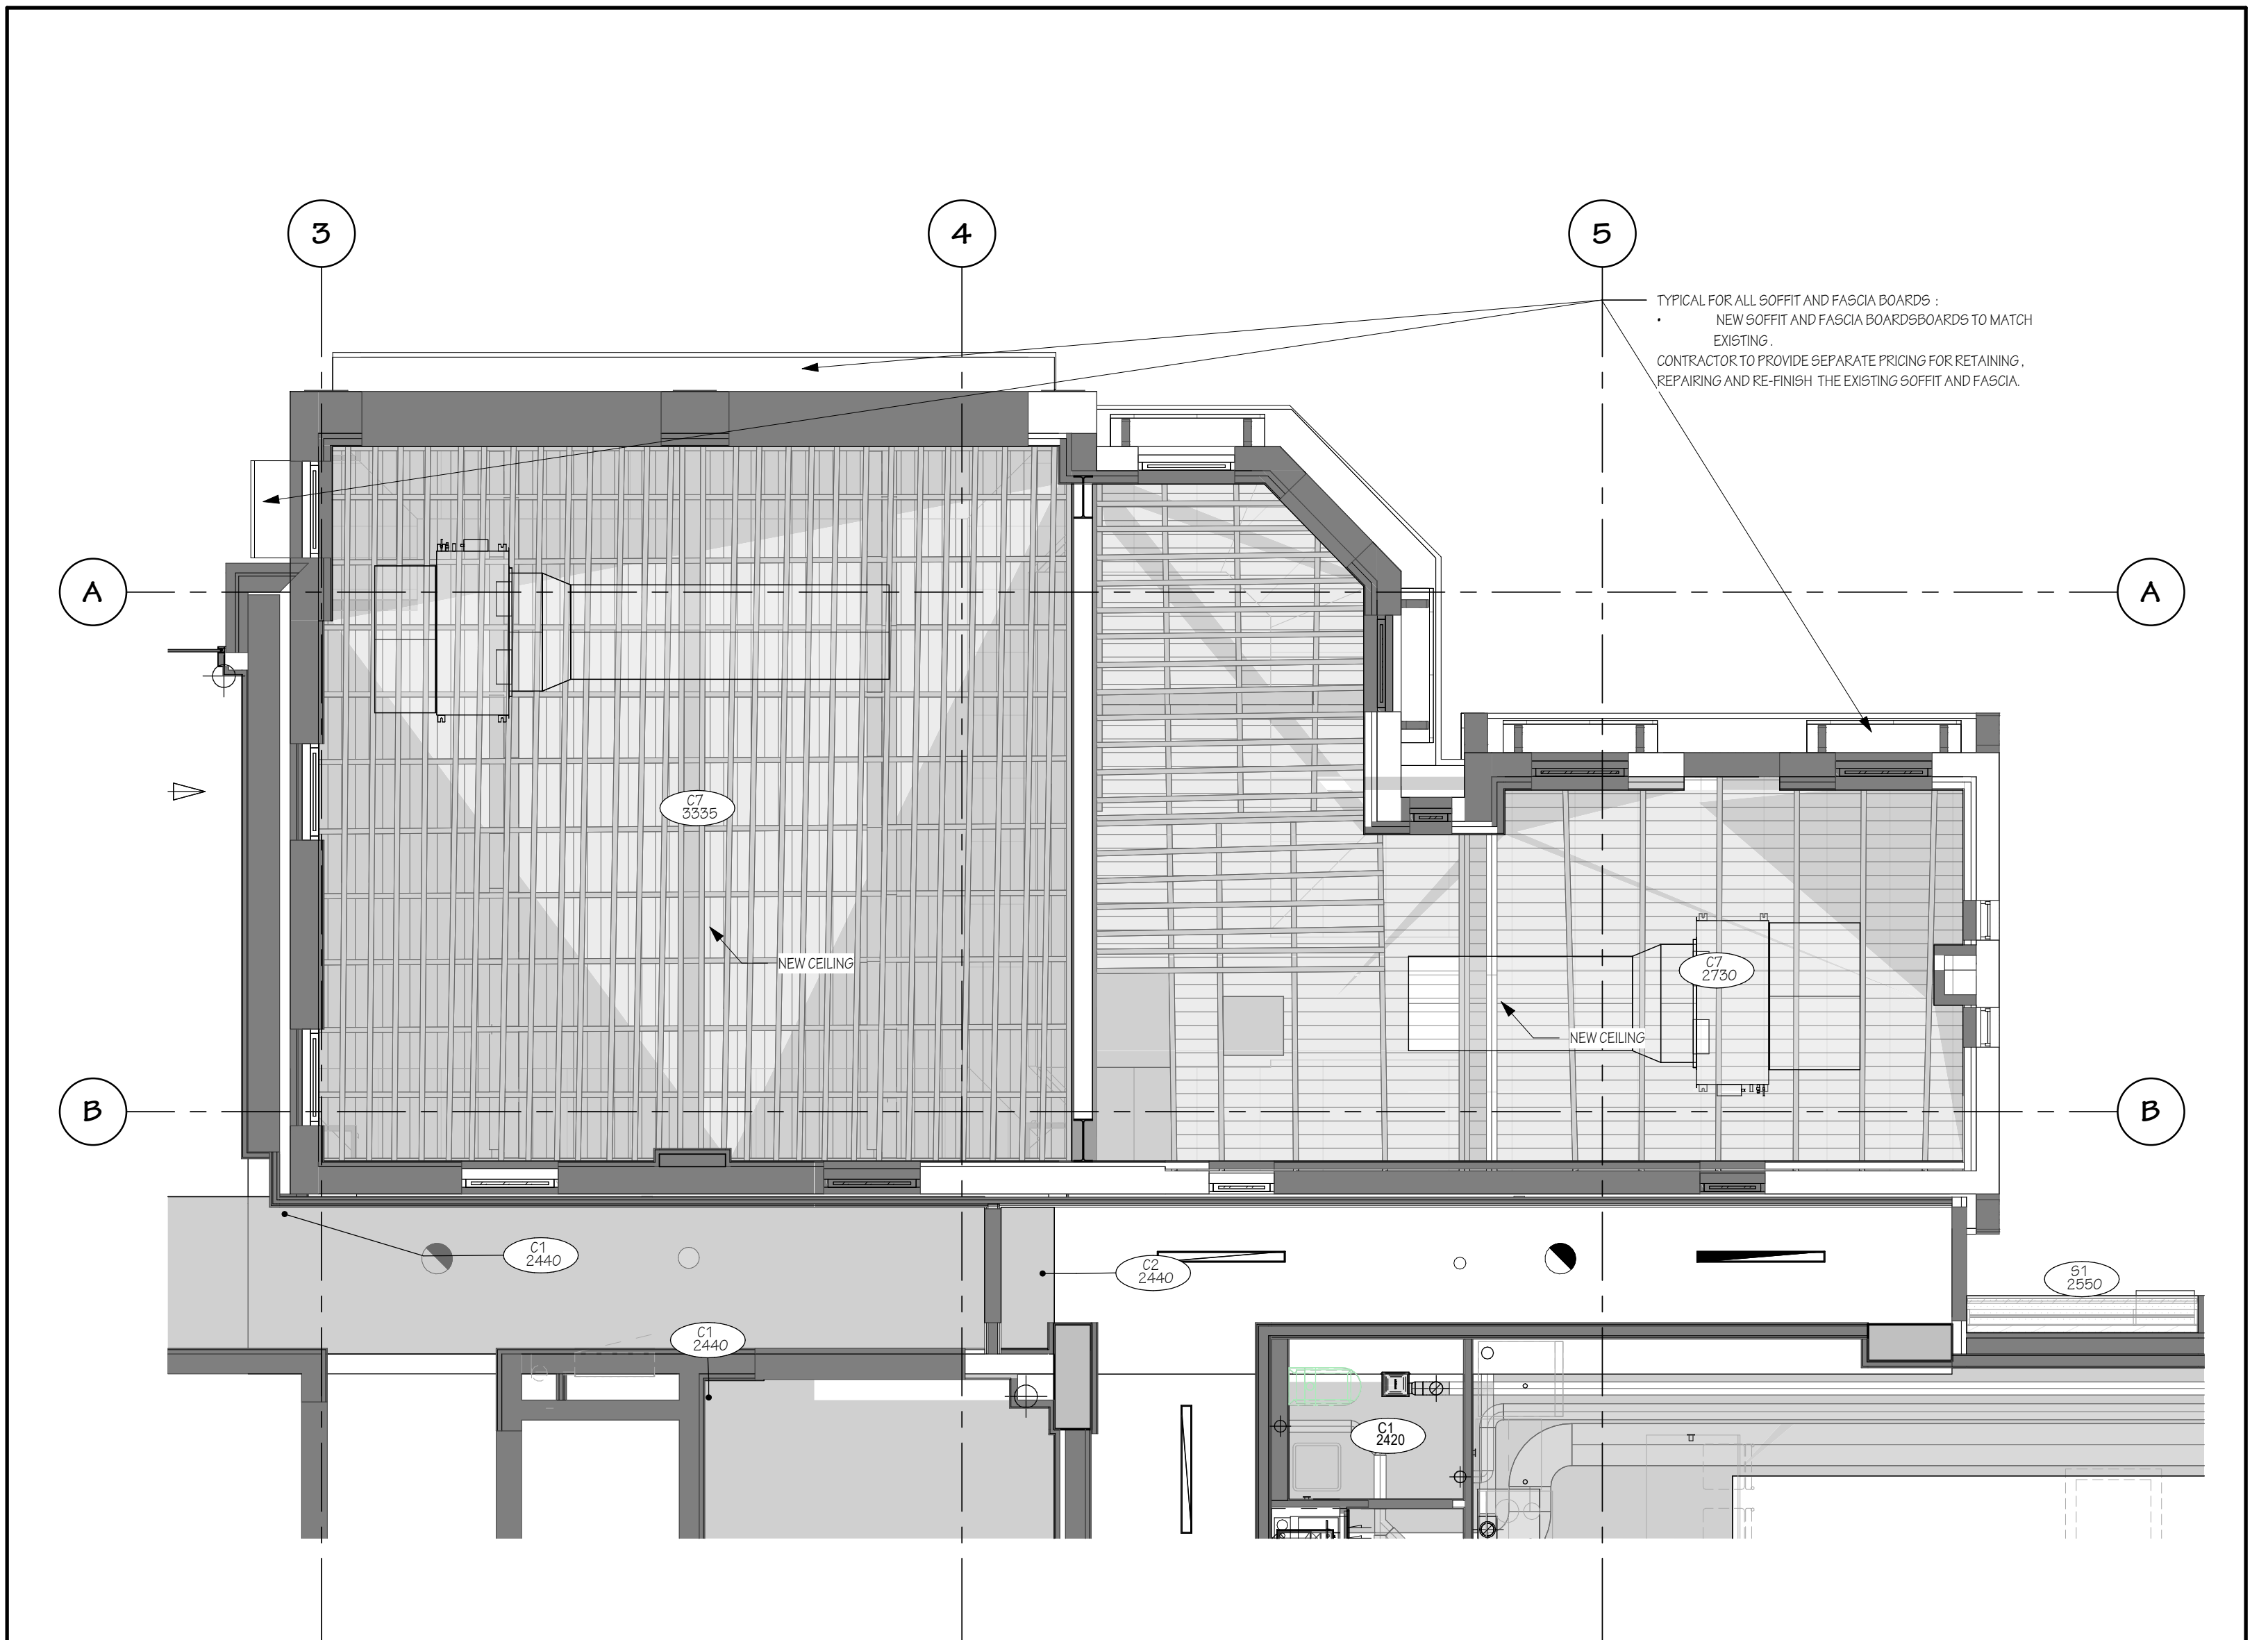 3
4
5
TYPICAL FOR ALL SOFFIT AND FASCIA BOARDS :
• NEW SOFFIT AND FASCIA BOARDSBOARDS TO MATCH
EXISTING .
CONTRACTOR TO PROVIDE SEPARATE PRICING FOR RETAINING ,
REPAIRING AND RE-FINISH THE EXISTING SOFFIT AND FASCIA.
A
A
C7
3335
NEW CEILING
C7
2730
NEW CEILING
B
B
C1
2440
C2
2440
S1
2550
C1
2440
C1
2420